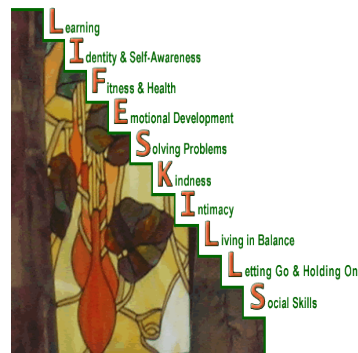 Learning
Identity & Self-Awareness
Fitness & Health
Emotional Development
Solving Problems
Kindness
Intimacy
Living in Balance
Letting Go & Holding On
Social Skills